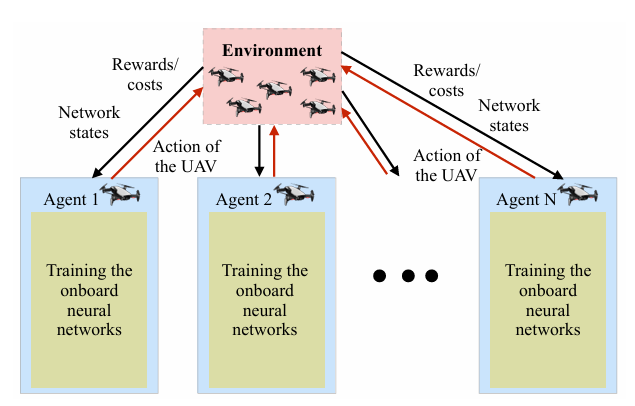 Environment
Rewards/
costs
Network
states
Action of
the UAV
Rewards/
costs
Network
states
Action of
the UAV
Agent 1
Training the
onboard
neural
networks
Agent 2
Training the
onboard
neural
networks
Agent N
Training the
onboard
neural
networks